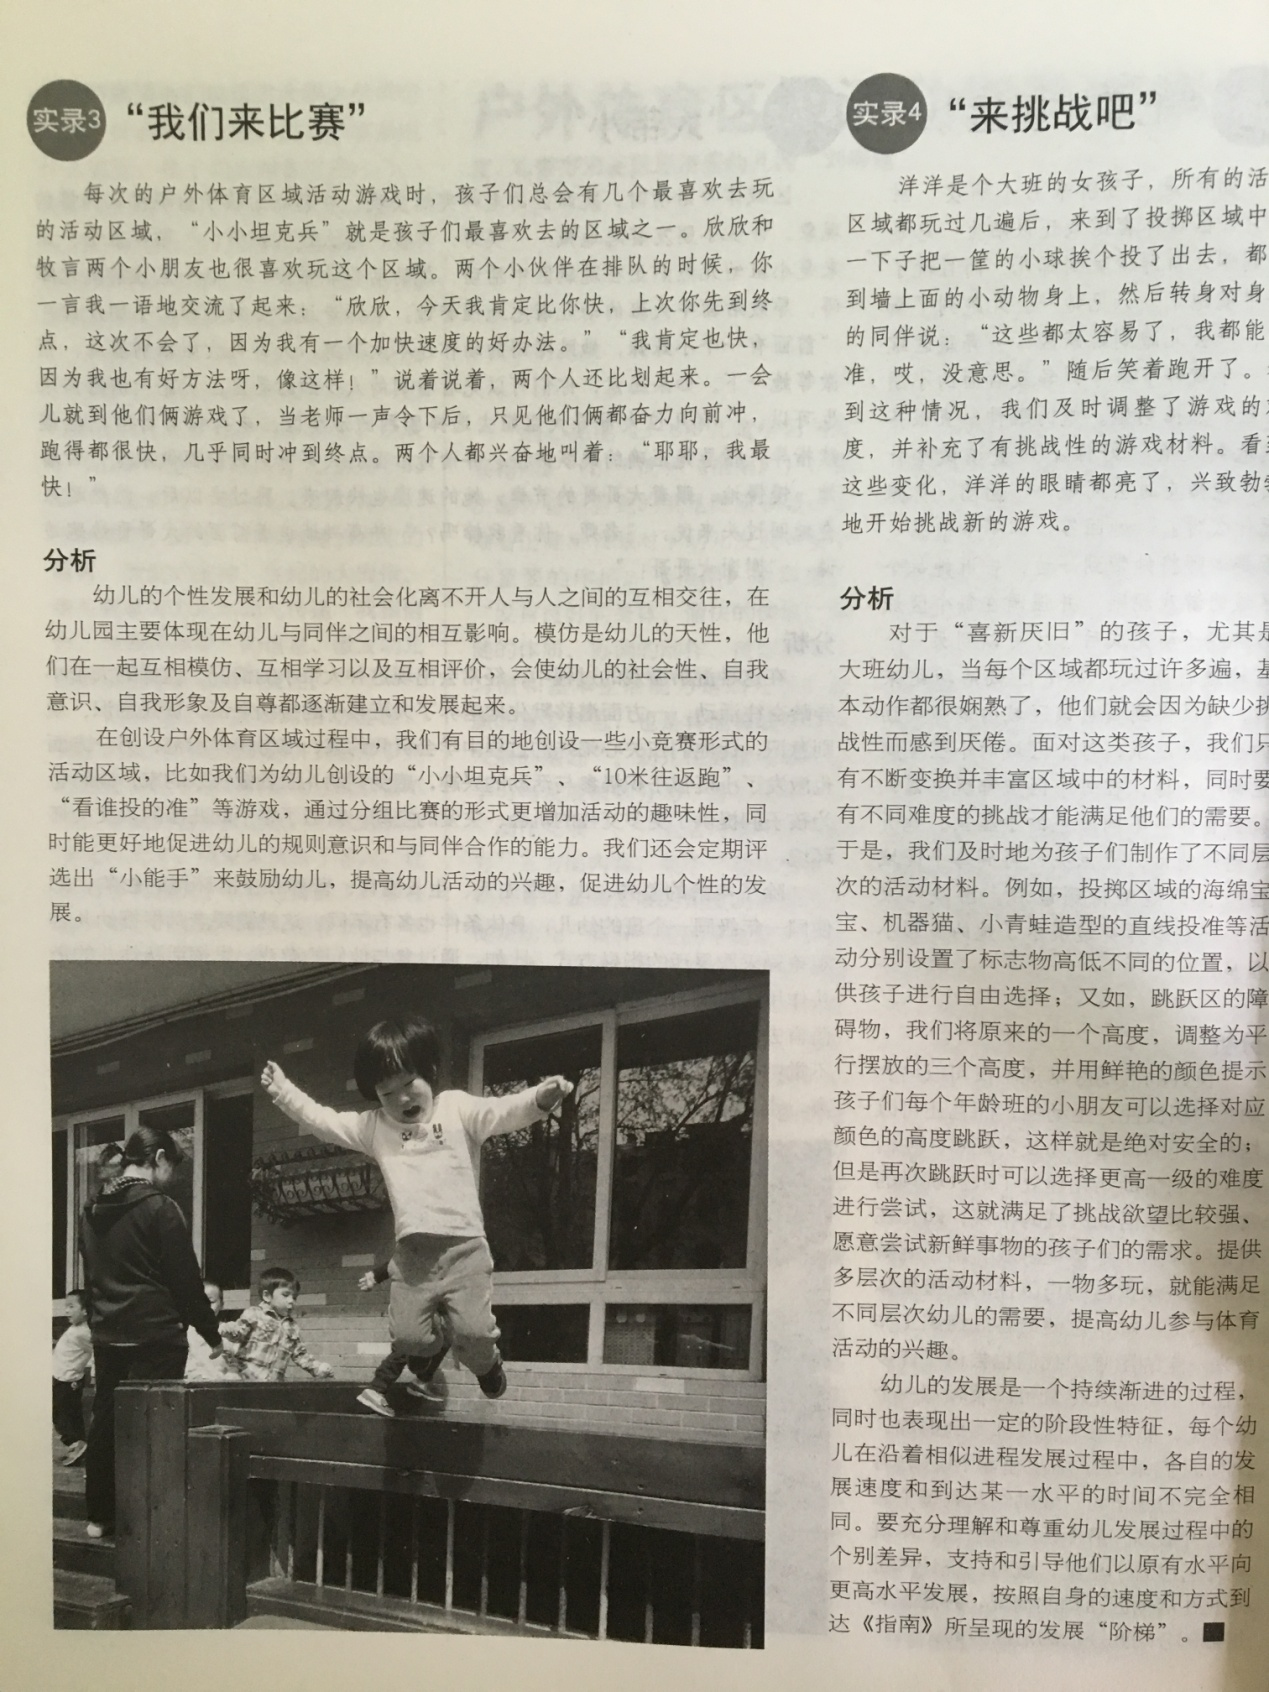 实录3 “我们来比赛”
每次的户外体育区域活动游戏时，孩子们总会有几个最喜欢去玩
的活动区域，“小小坦克兵”就是孩子们最喜欢去的区域之一。欣欣和
牧言两个小朋友也很喜欢玩这个区域。两个小伙伴在排队的时候，你
一言我一语地交流了起来：“欣欣，今天我肯定比你快，上次你先到终
点，这次不会了，因为我有一个加快速度的好办法。”“我肯定也快，
因为我也有好方法呀，像这样！”说着说着，两个人还比划起来。一会
儿就到他们俩游戏了，当老师一声令下后，只见他们俩都奋力向前冲，
跑得都很快，几乎同时冲到终点。两个人都兴奋地叫着：“耶耶，我最
快！”
分析
幼儿的个性发展和幼儿的社会化离不开人与人之间的互相交往，在
幼儿园主要体现在幼儿与同伴之间的相互影响。模仿是幼儿的天性，他
们在一起互相模仿、互相学习以及互相评价，会使幼儿的社会性、自我
意识、自我形象及自尊都逐渐建立和发展起来。
在创设户外体育区域过程中，我们有目的地创设一些小竞赛形式的
活动区域，比如我们为幼儿创设的“小小坦克兵”、“10米往返跑”、
“看谁投的准”等游戏，通过分组比赛的形式更增加活动的趣味性，同
时能更好地促进幼儿的规则意识和与同伴合作的能力。我们还会定期评
选出“小能手”来鼓励幼儿，提高幼儿活动的兴趣，促进幼儿个性的发
展。
实录4 “来挑战吧”
洋洋是个大班的女孩子，所有的活
区域都玩过几遍后，来到了投掷区域中
一下子把一筐的小球挨个投了出去，都
到墙上面的小动物身上，然后转身对身
的同伴说：“这些都太容易了，我都能
准，哎，没意思。”随后笑着跑开了。
到这种情况，我们及时调整了游戏的
度，并补充了有挑战性的游戏材料。看
这些变化，洋洋的眼睛都亮了，兴致勃
地开始挑战新的游戏。
分析
对于“喜新厌旧”的孩子，尤其是
大班幼儿，当每个区域都玩过许多遍，基
本动作都很娴熟了，他们就会因为缺少挑
战性而感到厌倦。面对这类孩子，我们只
有不断变换并丰富区域中的材料，同时要
有不同难度的挑战才能满足他们的需要。
于是，我们及时地为孩子们制作了不同层
次的活动材料。例如，投掷区域的海绵宝
宝、机器猫、小青蛙造型的直线投准等活
动分别设置了标志物高低不同的位置，以
供孩子进行自由选择；又如，跳跃区的障
碍物，我们将原来的一个高度，调整为平
行摆放的三个高度，并用鲜艳的颜色提示
孩子们每个年龄班的小朋友可以选择对应
颜色的高度跳跃，这样就是绝对安全的；
但是再次跳跃时可以选择更高一级的难度
进行尝试，这就满足了挑战欲望比较强、
愿意尝试新鲜事物的孩子们的需求。提供
多层次的活动材料，一物多玩，就能满足
不同层次幼儿的需要，提高幼儿参与体育
活动的兴趣。
幼儿的发展是一个持续渐进的过程，
同时也表现出一定的阶段性特征，每个幼
儿在沿着相似进程发展过程中，各自的发
展速度和到达某一水平的时间不完全相
同。要充分理解和尊重幼儿发展过程中的
个别差异，支持和引导他们以原有水平向
更高水平发展，按照自身的速度和方式到
达《指南》所呈现的发展“阶梯”。■